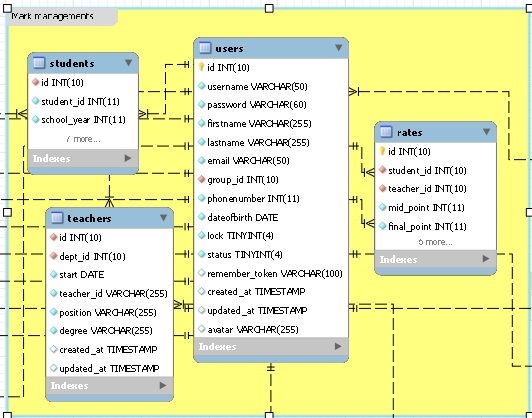 Mark managements
students
id INT(10)
student_id INT(11)
school_year INT(11)
7 more...
Indexes
users
id INT(10)
username VARCHAR(50)
password VARCHAR(60)
firstname VARCHAR(255)
lastname VARCHAR(255)
email VARCHAR(50)
group_id INT(10)
phonenumber INT(11)
dateofbirth DATE
lock TINYINT(4)
status TINYINT(4)
remember_token VARCHAR(100)
created_at TIMESTAMP
updated_at TIMESTAMP
avatar VARCHAR(255)
Indexes
rates
id INT(10)
student_id INT(10)
teacher_id INT(10)
mid_point INT(11)
final_point INT(11)
6 more...
Indexes
teachers
id INT(10)
dept_id INT(10)
start DATE
teacher_id VARCHAR(255)
position VARCHAR(255)
degree VARCHAR(255)
created_at TIMESTAMP
updated_at TIMESTAMP
Indexes